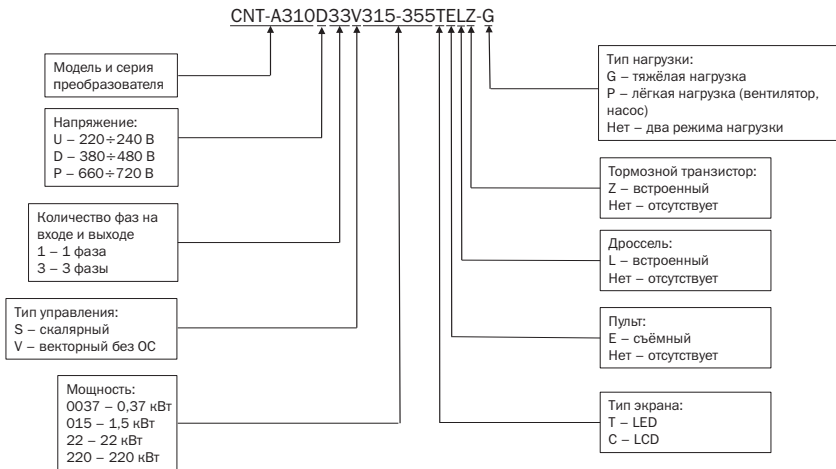 CNT-A310D33V315-355TELZ-G
Модель и серия
преобразователя
Напряжение:
U – 220÷240 В
D – 380÷480 В
P – 660÷720 В
Количество фаз на
входе и выходе
1 – 1 фаза
3 – 3 фазы
Тип управления:
S – скалярный
V – векторный без ОС
Мощность:
0037 – 0,37 кВт
015 – 1,5 кВт
22 – 22 кВт
220 – 220 кВт
Тип нагрузки:
G – тяжёлая нагрузка
P – лёгкая нагрузка (вентилятор,
насос)
Нет – два режима нагрузки
Тормозной транзистор:
Z – встроенный
Нет – отсутствует
Дроссель:
L – встроенный
Нет – отсутствует
Пульт:
E – съёмный
Нет – отсутствует
Тип экрана:
T – LED
C – LCD